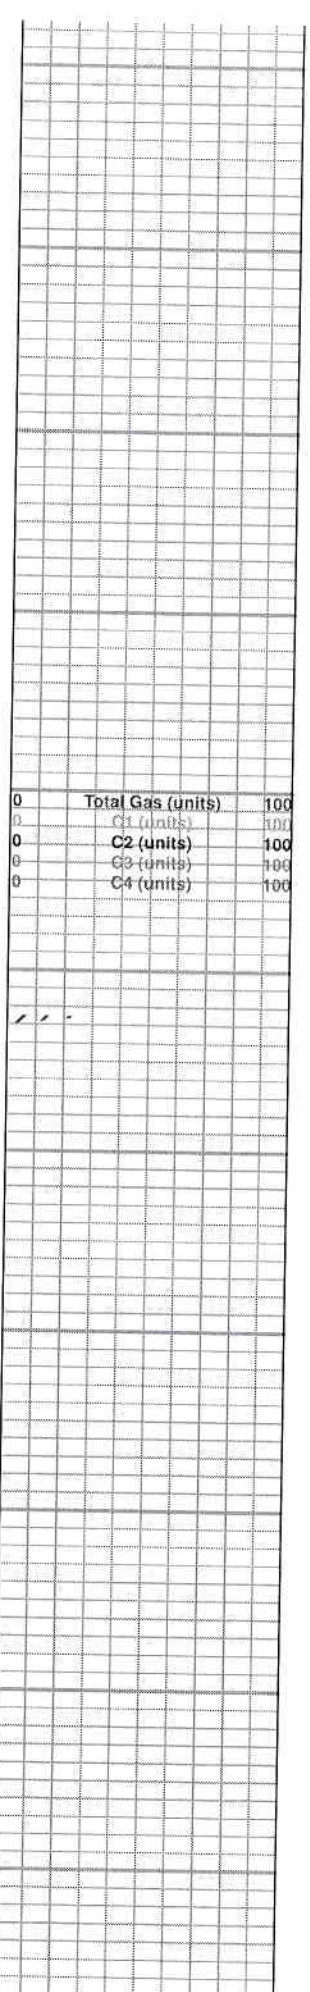 0 Total Gas (units) 100
0 C1 (units) 100
0 C2 (units) 100
0 C3 (units) 100
0 C4 (units) 100